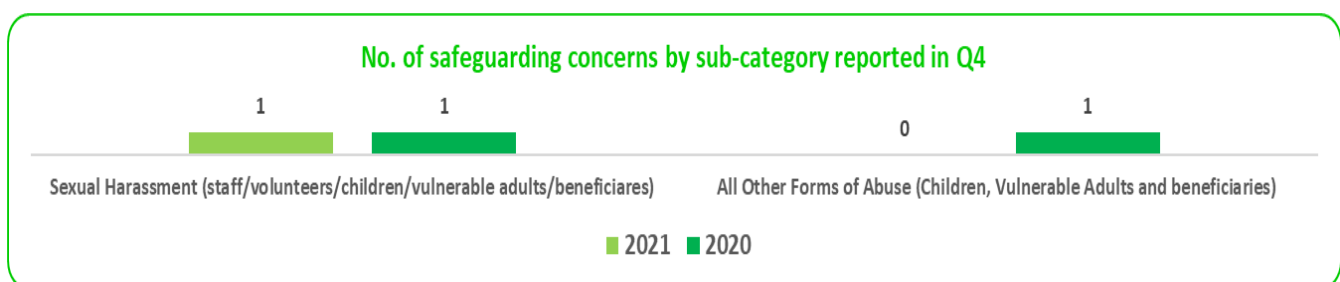 No. of safeguarding concerns by sub-category reported in Q4
1 1 0 1
Sexual Harassment (staff/volunteers/children/vulnerable adults/beneficiares) All Other Forms of Abuse (Children, Vulnerable Adults and beneficiaries)
2021 2020